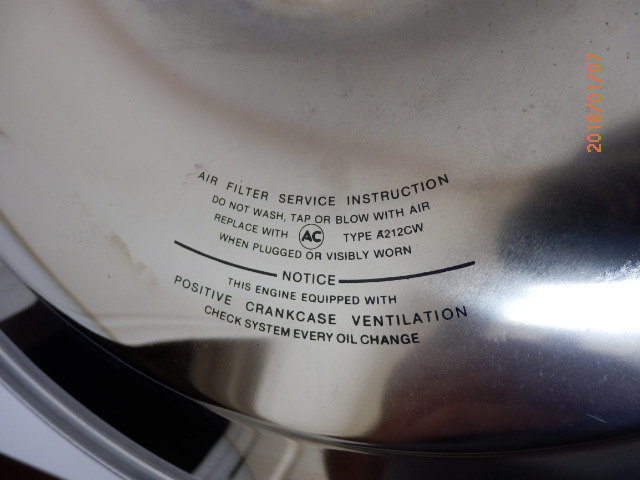 AIR FILTER SERVICE INSTRUCTION
DO NOT WASH, TAP OR BLOW WITH AIR
REPLACE WITH AC TYPE A212CW
WHEN PLUGGED OR VISIBLY WORN
NOTICE
THIS ENGINE EQUIPPED WITH
POSITIVE CRANKCASE VENTILATION
CHECK SYSTEM EVERY OIL CHANGE
2018/01/07